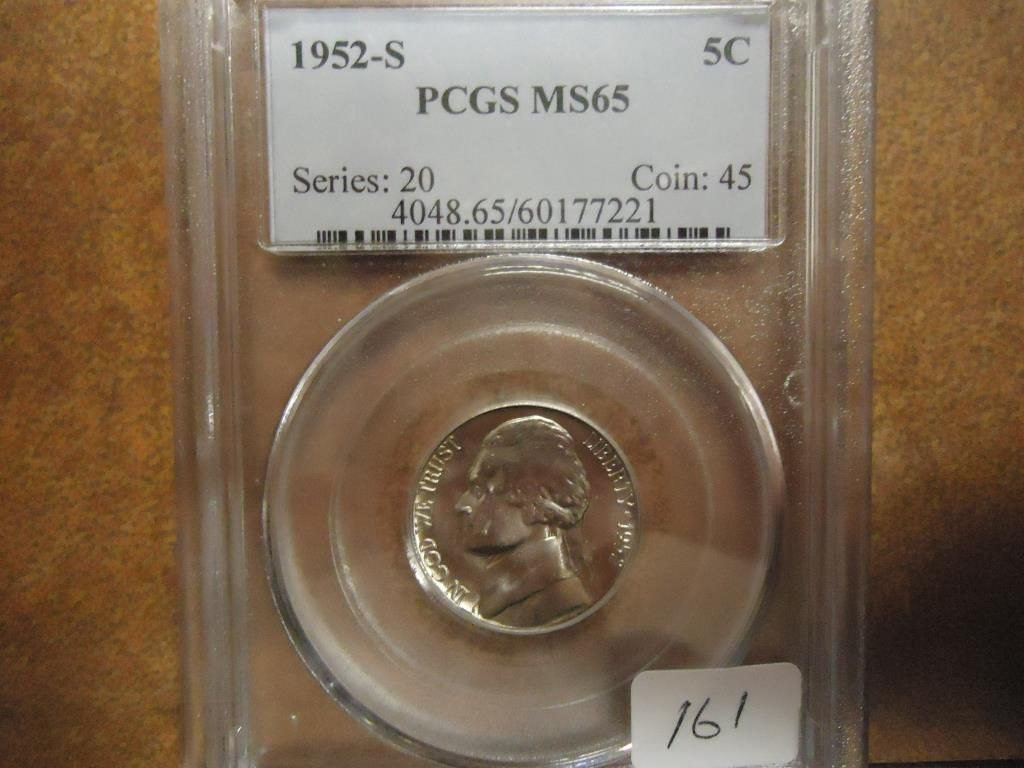 1952-S 5C
PCGS MS65
Series: 20 Coin: 45
4048.65/60177221
IN GOD WE TRUST
LIBERTY
161